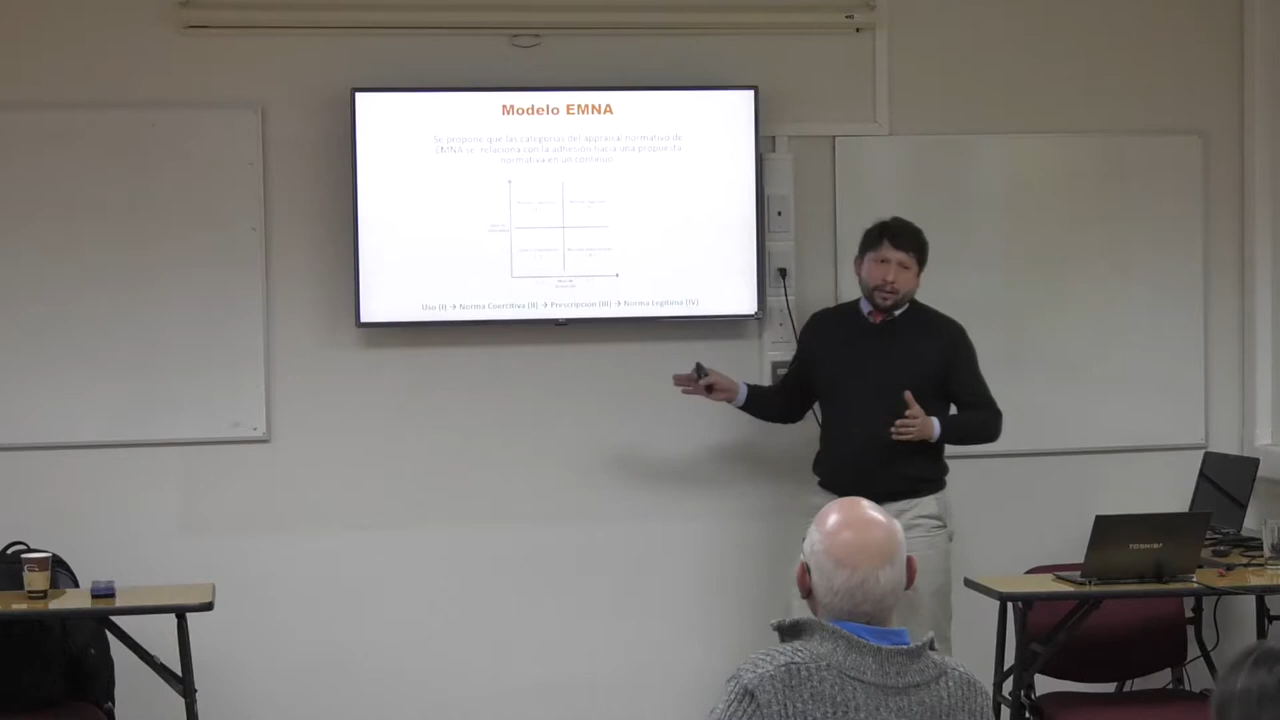 Modelo EMNA
Se propone que las categorías del appraisal normativo de
EMNA se relaciona con la adhesión hacia una propuesta
normativa en un continuo
Uso (I) → Norma Coercitiva (II) → Prescripción (III) → Norma Legítima (IV)
TOSHIBA